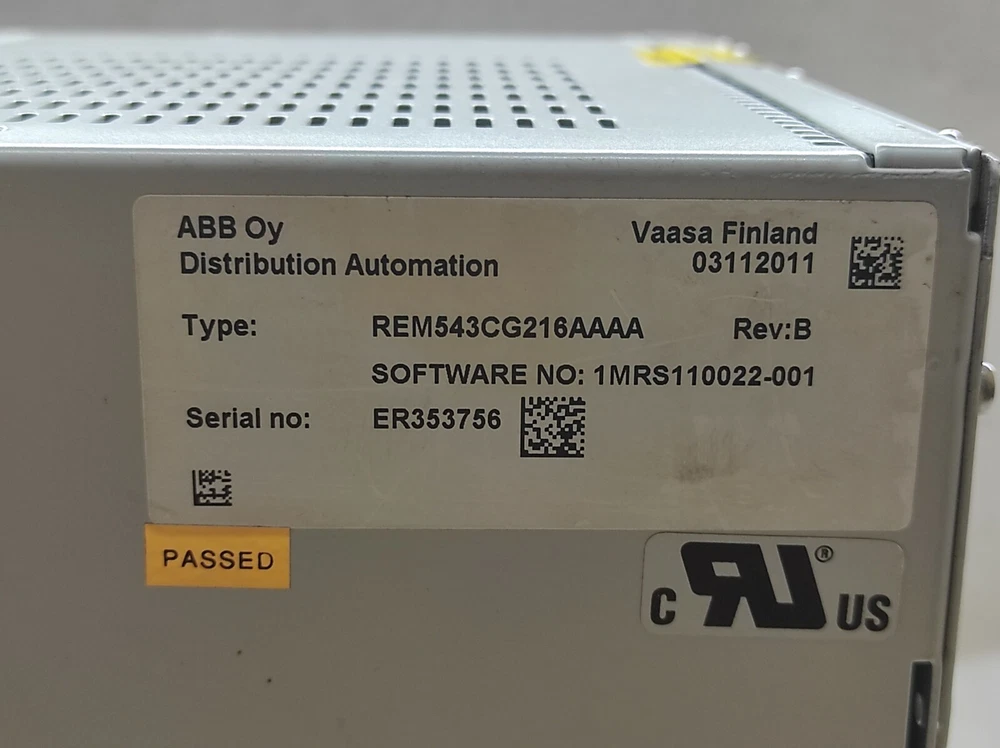 ABB Oy
Vaasa Finland
Distribution Automation
03112011
Type: REM543CG216AAAA Rev:B
SOFTWARE NO: 1MRS110022-001
Serial no: ER353756
PASSED
C RU® US